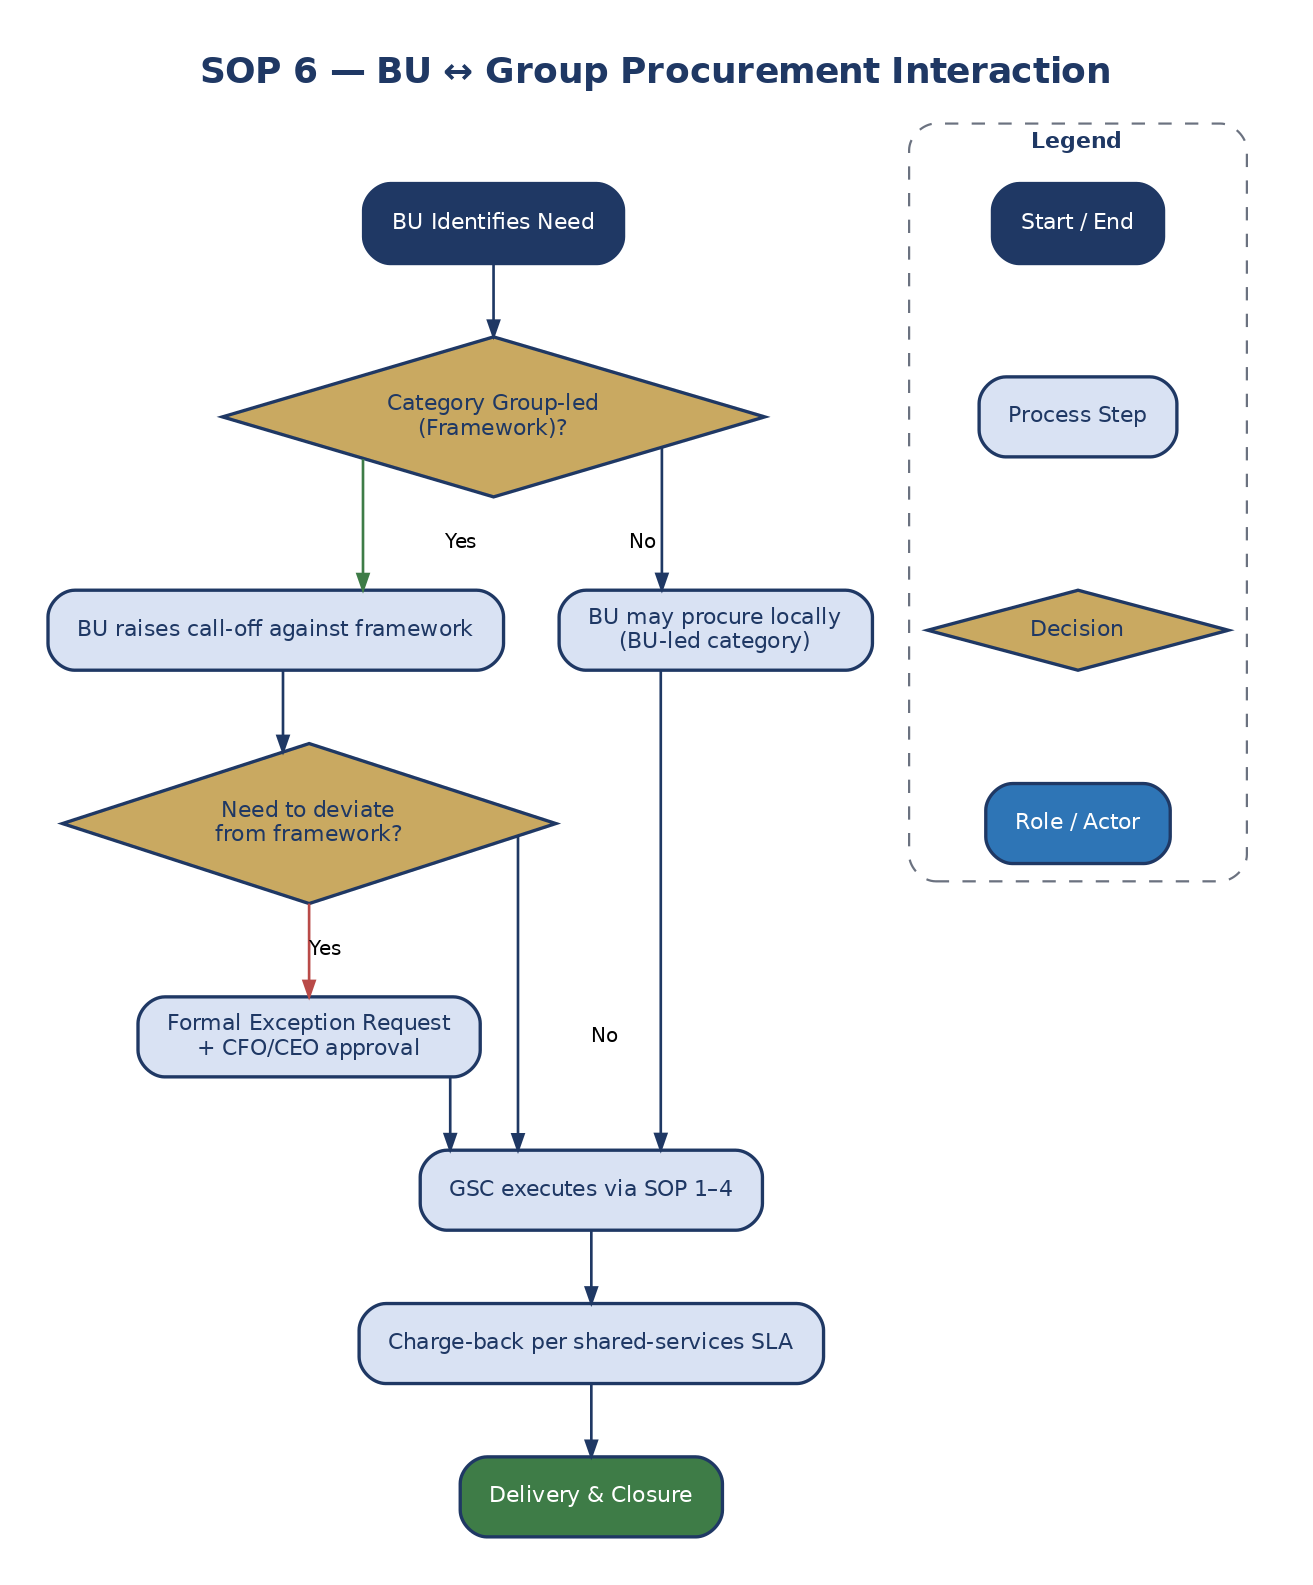 SOP 6 — BU ↔ Group Procurement Interaction
Legend
BU Identifies Need
Start / End
Category Group-led
(Framework)?
Process Step
Yes
No
BU raises call-off against framework
BU may procure locally
(BU-led category)
Decision
Need to deviate
from framework?
Role / Actor
Yes
Formal Exception Request
+ CFO/CEO approval
No
GSC executes via SOP 1–4
Charge-back per shared-services SLA
Delivery & Closure